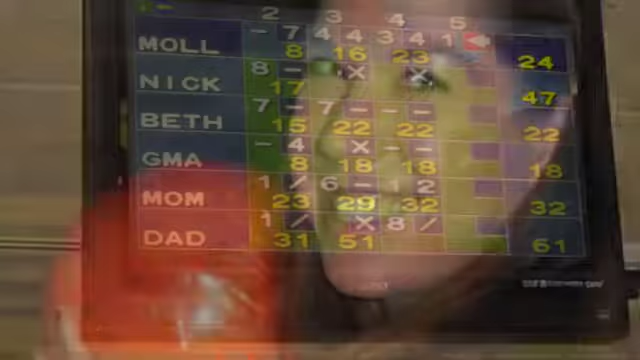 2 3 4 5
- 7 4 4 3 4 1
MOLL 8 16 23 24
8 - X X
NICK 17 47
7 - 7 - - -
BETH 15 22 22 22
- 4 X - -
GMA 8 18 18 18
1 / 6 - 1 2
MOM 23 29 32 32
1 / X 8 /
DAD 31 51 61